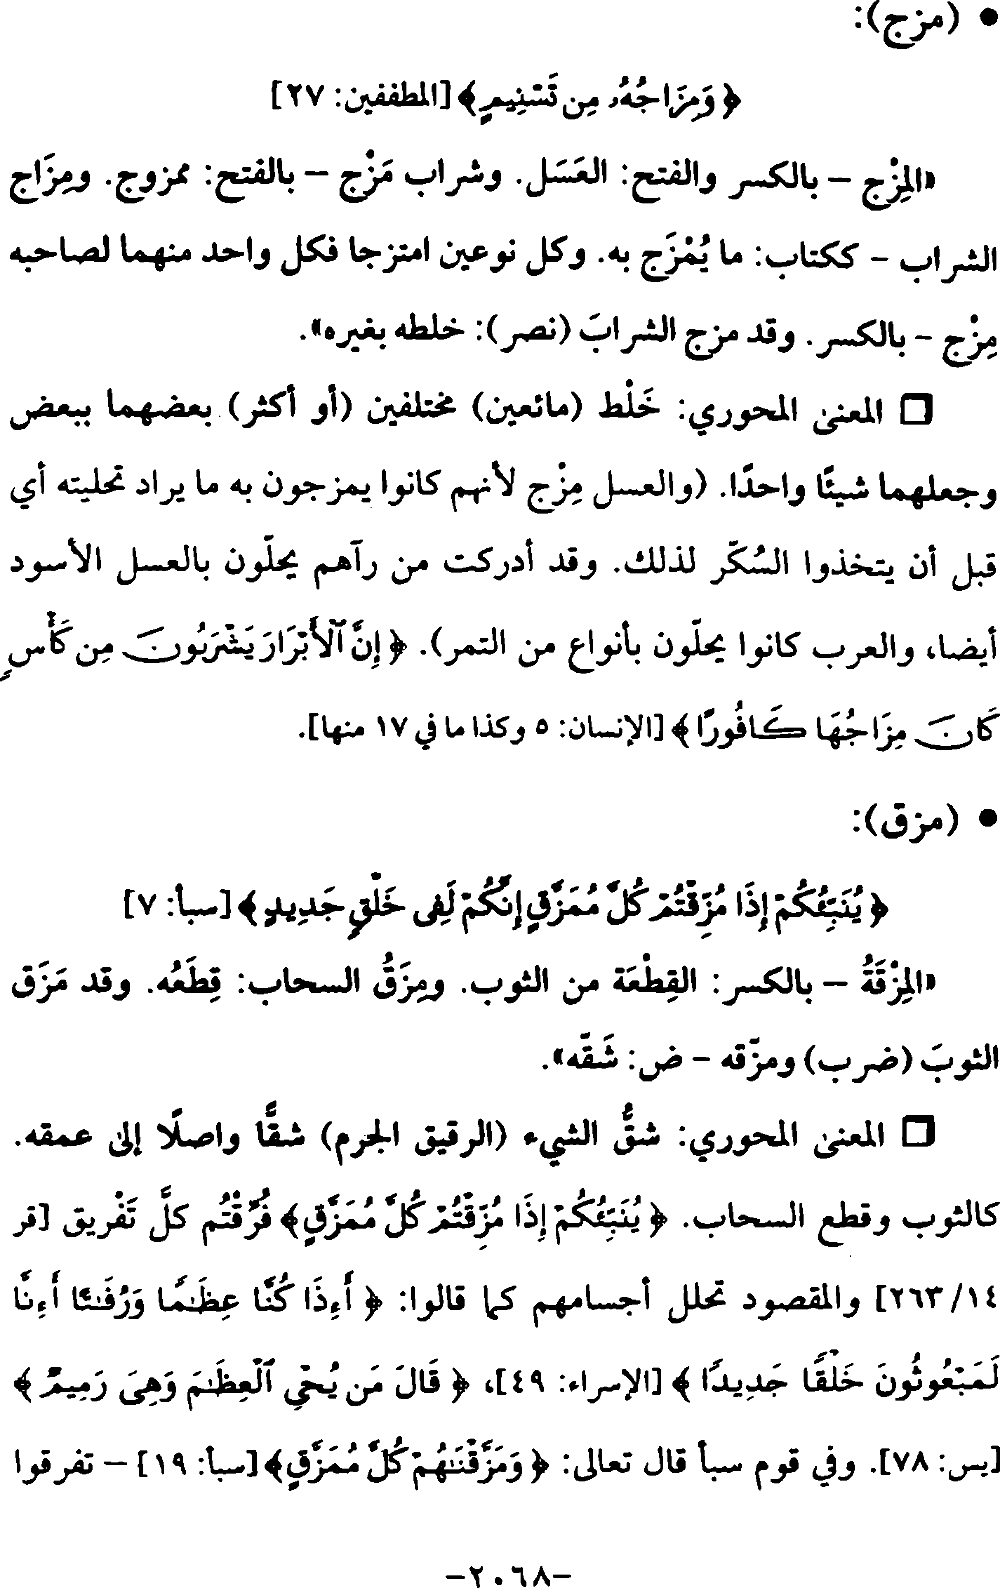 • (مزج):
﴿ وَمِزَاجُهُۥ مِن تَسْنِيمٍ ﴾ [المطففين: ٢٧]
«المِزْج – بالكسر والفتح: العَسَل. وشراب مَزْج – بالفتح: ممزوج. ومِزَاج
الشراب – ككتاب: ما يُمْزَج به. وكل نوعين امتزجا فكل واحد منهما لصاحبه
مِزْج – بالكسر. وقد مزج الشرابَ (نصر): خلطه بغيره».
❒ المعنى المحوري: خَلْط (مائعين) مختلفين (أو أكثر) بعضهما ببعض
وجعلهما شيئًا واحدًا. (والعسل مِزْج لأنهم كانوا يمزجون به ما يراد تحليته أي
قبل أن يتخذوا السُكّر لذلك. وقد أدركت من رآهم يحلّون بالعسل الأسود
أيضا، والعرب كانوا يحلّون بأنواع من التمر). ﴿ إِنَّ ٱلْأَبْرَارَ يَشْرَبُونَ مِن كَأْسٍ
كَانَ مِزَاجُهَا كَافُورًا ﴾ [الإنسان: ٥ وكذا ما في ١٧ منها].
• (مزق):
﴿ يُنَبِّئُكُمْ إِذَا مُزِّقْتُمْ كُلَّ مُمَزَّقٍ إِنَّكُمْ لَفِى خَلْقٍ جَدِيدٍ ﴾ [سبأ: ٧]
«المِزْقَةُ – بالكسر: القِطْعَة من الثوب. ومِزَقُ السحاب: قِطَعُه. وقد مَزَق
الثوبَ (ضرب) ومزّقه – ض: شَقّه».
❒ المعنى المحوري: شقُّ الشيء (الرقيق الجرم) شقًّا واصلًا إلى عمقه.
كالثوب وقطع السحاب. ﴿ يُنَبِّئُكُمْ إِذَا مُزِّقْتُمْ كُلَّ مُمَزَّقٍ ﴾ فُرِّقْتُم كلَّ تَفْريق [قر
١٤/ ٢٦٣] والمقصود تحلل أجسامهم كما قالوا: ﴿ أَءِذَا كُنَّا عِظَٰمًا وَرُفَٰتًا أَءِنَّا
لَمَبْعُوثُونَ خَلْقًا جَدِيدًا ﴾ [الإسراء: ٤٩]، ﴿ قَالَ مَن يُحْىِ ٱلْعِظَٰمَ وَهِىَ رَمِيمٌ ﴾
[يس: ٧٨]. وفي قوم سبأ قال تعالى: ﴿ وَمَزَّقْنَٰهُمْ كُلَّ مُمَزَّقٍ ﴾ [سبأ: ١٩] – تفرقوا
–٢٠٦٨–